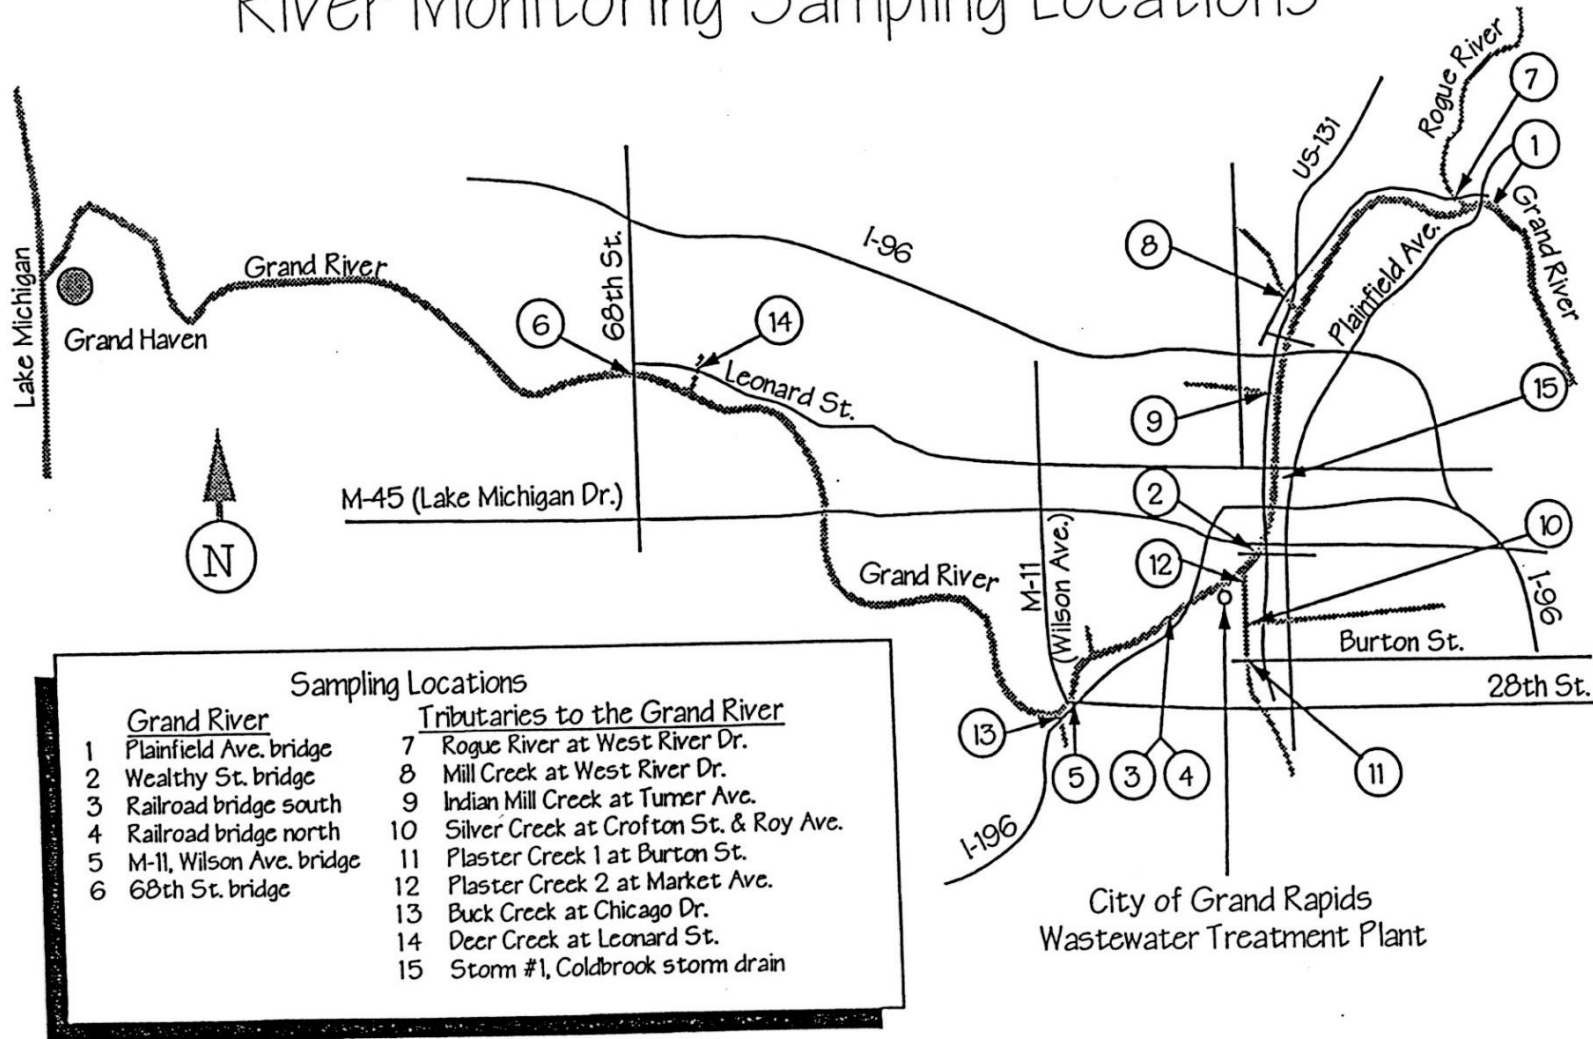 River Monitoring Sampling Locations
Rogue River
7
1
US-131
Grand River
8
I-96
Plainfield Ave.
Lake Michigan
Grand River
68th St.
Grand Haven
6
14
Leonard St.
15
9
M-45 (Lake Michigan Dr.)
2
10
N
Grand River
M-11
(Wilson Ave.)
12
I-96
Burton St.
28th St.
13
5
3
4
11
I-196
City of Grand Rapids
Wastewater Treatment Plant
Sampling Locations
Grand River
1 Plainfield Ave. bridge
2 Wealthy St. bridge
3 Railroad bridge south
4 Railroad bridge north
5 M-11, Wilson Ave. bridge
6 68th St. bridge
Tributaries to the Grand River
7 Rogue River at West River Dr.
8 Mill Creek at West River Dr.
9 Indian Mill Creek at Turner Ave.
10 Silver Creek at Crofton St. & Roy Ave.
11 Plaster Creek 1 at Burton St.
12 Plaster Creek 2 at Market Ave.
13 Buck Creek at Chicago Dr.
14 Deer Creek at Leonard St.
15 Storm #1, Coldbrook storm drain